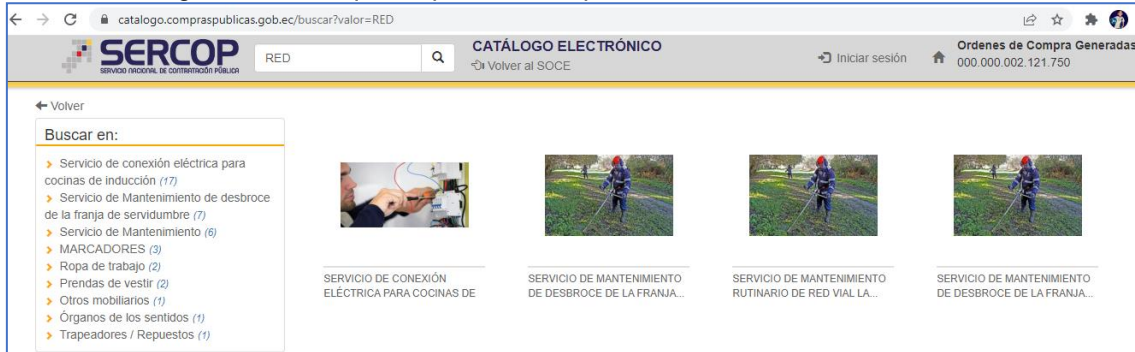 catalogo.compraspublicas.gob.ec/buscar?valor=RED
SERCOP
SERVICIO NACIONAL DE CONTRATACIÓN PÚBLICA
RED
CATÁLOGO ELECTRÓNICO
Volver al SOCE
Iniciar sesión
Ordenes de Compra Generadas
000.000.002.121.750
Volver
Buscar en:
Servicio de conexión eléctrica para
cocinas de inducción (17)
Servicio de Mantenimiento de desbroce
de la franja de servidumbre (7)
Servicio de Mantenimiento (6)
MARCADORES (3)
Ropa de trabajo (2)
Prendas de vestir (2)
Otros mobiliarios (1)
Órganos de los sentidos (1)
Trapeadores / Repuestos (1)
SERVICIO DE CONEXIÓN
ELÉCTRICA PARA COCINAS DE
SERVICIO DE MANTENIMIENTO
DE DESBROCE DE LA FRANJA...
SERVICIO DE MANTENIMIENTO
RUTINARIO DE RED VIAL LA...
SERVICIO DE MANTENIMIENTO
DE DESBROCE DE LA FRANJA...